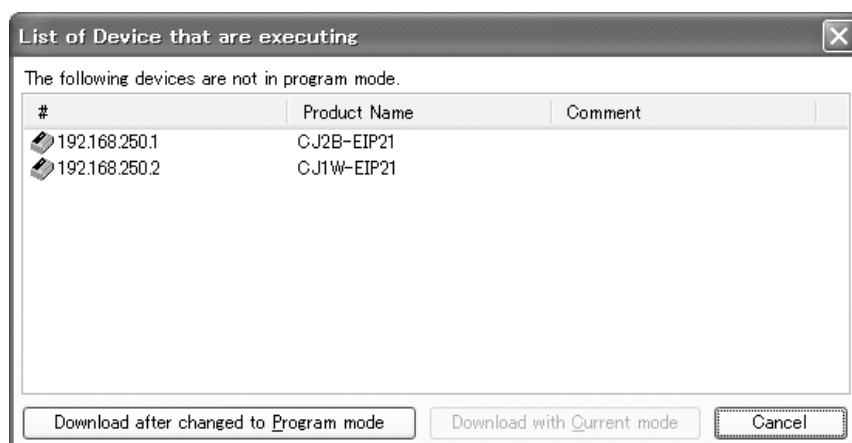 List of Device that are executing
The following devices are not in program mode.
# Product Name Comment
192.168.250.1 CJ2B-EIP21
192.168.250.2 CJ1W-EIP21
Download after changed to Program mode Download with Current mode Cancel